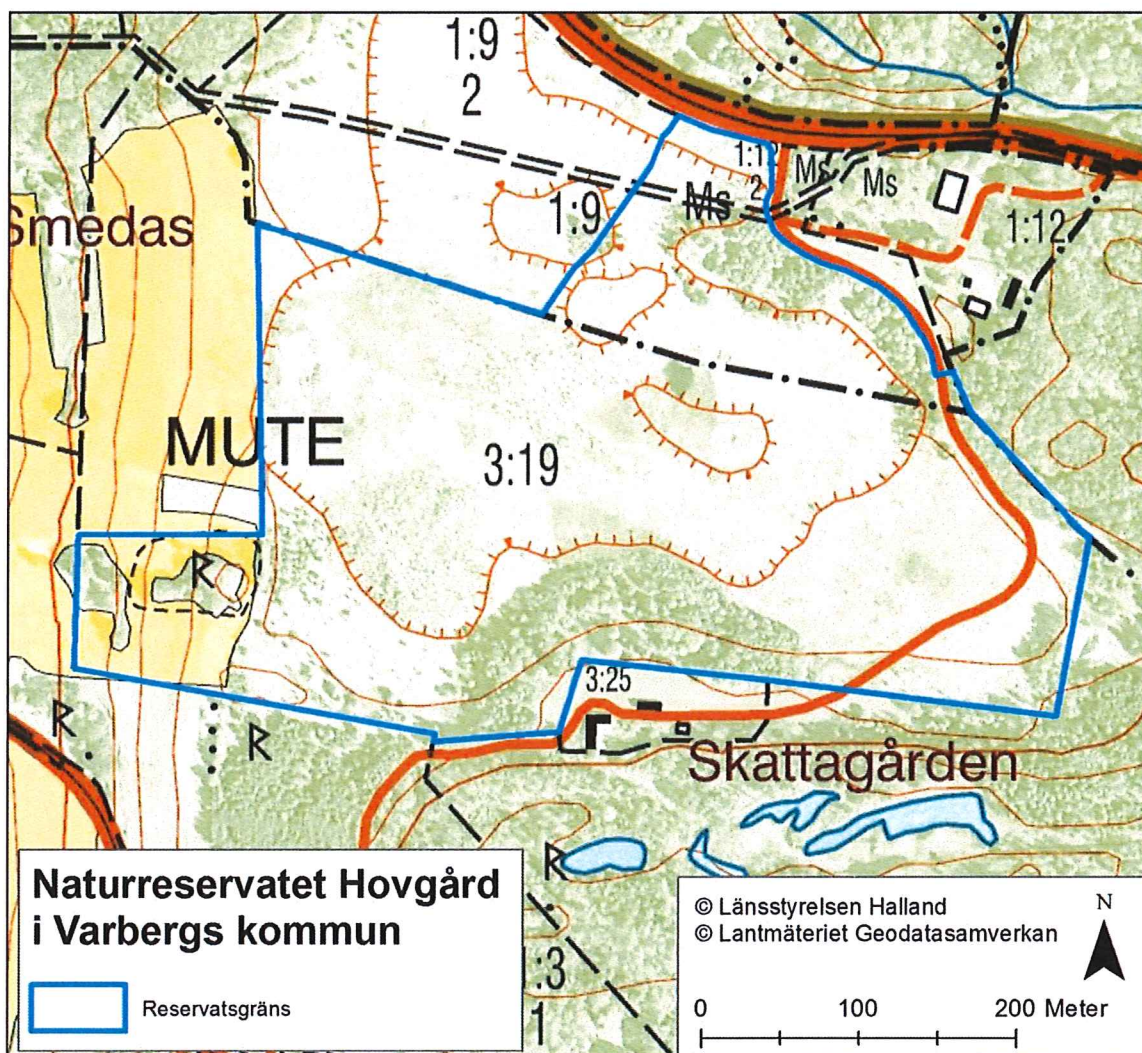 1:9
2
1:12
2
Ms
Ms
Ms
1:9
1:12
Smedas
MUTE
3:19
R
3:25
R
R
Skattagården
R
Naturreservatet Hovgård
i Varbergs kommun
Reservatsgräns
:3
1
© Länsstyrelsen Halland
© Lantmäteriet Geodatasamverkan
N
0 100 200 Meter